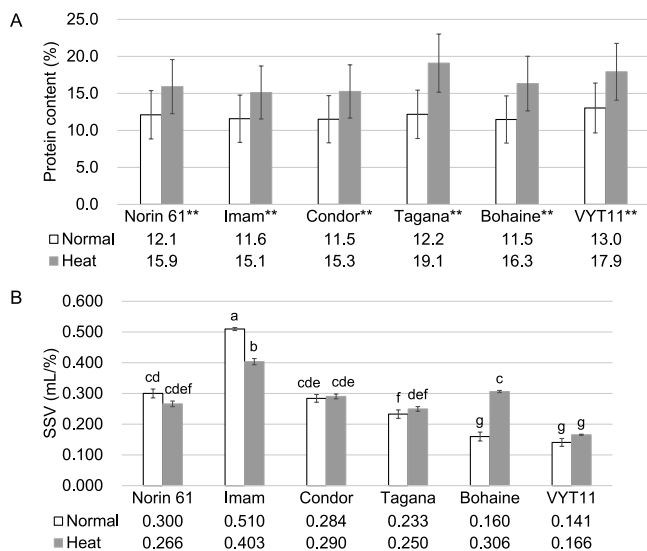 A
Protein content (%)
25.0
20.0
15.0
10.0
5.0
0.0
Norin 61** Imam** Condor** Tagana** Bohaine** VYT11**
Normal 12.1 11.6 11.5 12.2 11.5 13.0
Heat 15.9 15.1 15.3 19.1 16.3 17.9
B
SSV (mL/%)
0.600
0.500
0.400
0.300
0.200
0.100
0.000
a
b
cd cdef cde cde f def g c g g
Norin 61 Imam Condor Tagana Bohaine VYT11
Normal 0.300 0.510 0.284 0.233 0.160 0.141
Heat 0.266 0.403 0.290 0.250 0.306 0.166